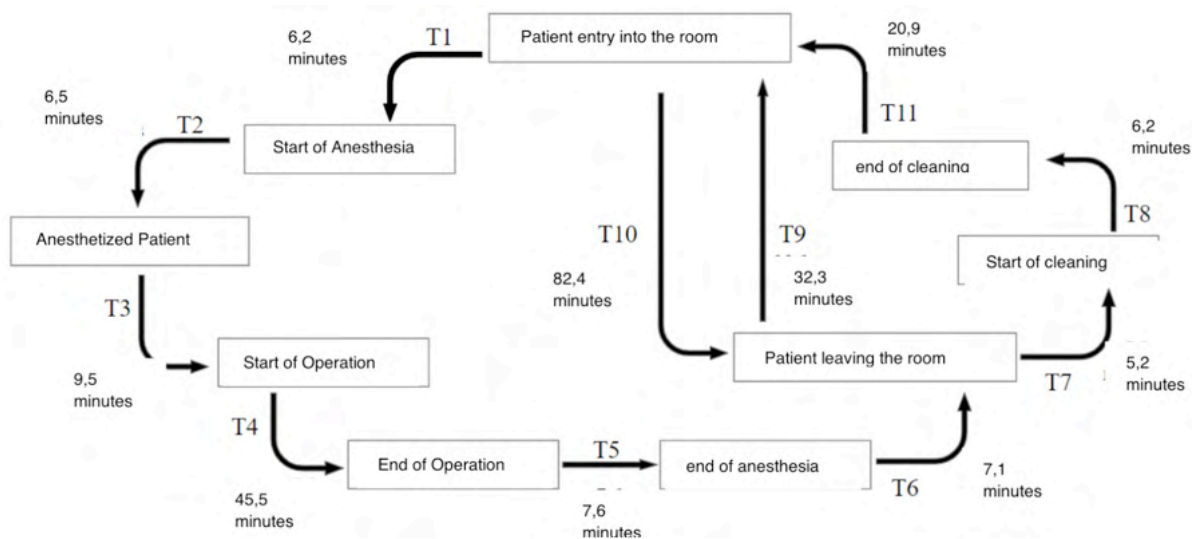 Patient entry into the room
6,2
minutes
T1
20,9
minutes
T11
6,5
minutes
T2
Start of Anesthesia
end of cleaning
6,2
minutes
T8
Anesthetized Patient
T10
T9
Start of cleaning
82,4
minutes
32,3
minutes
T3
9,5
minutes
Start of Operation
Patient leaving the room
T7
5,2
minutes
T4
45,5
minutes
End of Operation
T5
7,6
minutes
end of anesthesia
T6
7,1
minutes